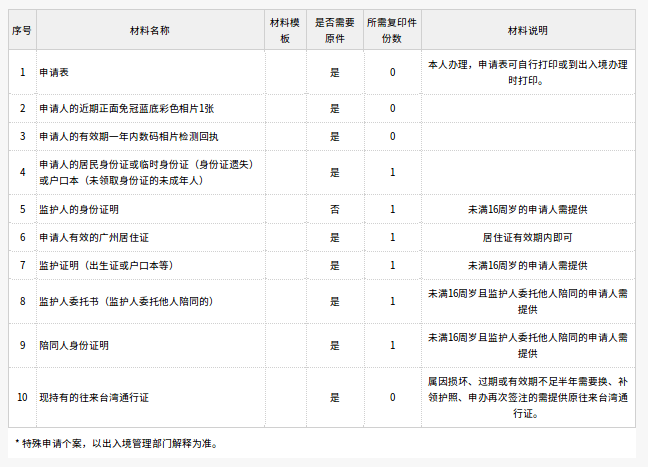 序号 材料名称 材料模板 是否需要原件 所需复印件份数 材料说明
1 申请表 是 0 本人办理，申请表可自行打印或到出入境办理时打印。
2 申请人的近期正面免冠蓝底彩色相片1张 是 0
3 申请人的有效期一年内数码相片检测回执 是 0
4 申请人的居民身份证或临时身份证（身份证遗失）或户口本（未领取身份证的未成年人） 是 1
5 监护人的身份证明 否 1 未满16周岁的申请人需提供
6 申请人有效的广州居住证 是 1 居住证有效期内即可
7 监护证明（出生证或户口本等） 是 1 未满16周岁的申请人需提供
8 监护人委托书（监护人委托他人陪同的） 是 1 未满16周岁且监护人委托他人陪同的申请人需提供
9 陪同人身份证明 是 1 未满16周岁且监护人委托他人陪同的申请人需提供
10 现持有的往来台湾通行证 是 0 属因损坏、过期或有效期不足半年需要换、补领护照、申办再次签注的需提供原往来台湾通行证。
* 特殊申请个案，以出入境管理部门解释为准。